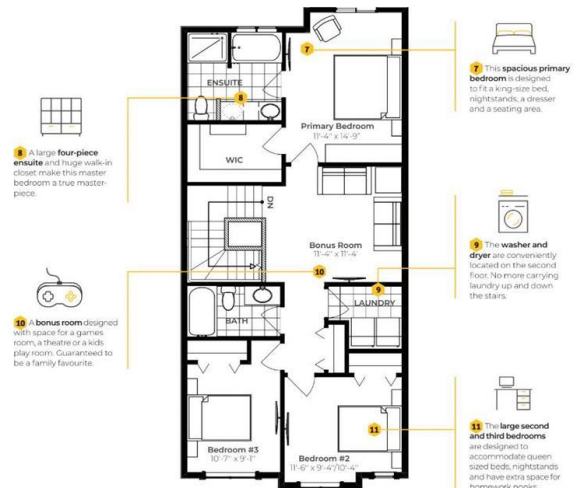 7 This spacious primary
bedroom is designed
to fit a king-size bed,
nightstands, a dresser
and a seating area.
7
ENSUITE
8
Primary Bedroom
11'-4" x 14'-9"
8 A large four-piece
ensuite and huge walk-in
closet make this master
bedroom a true master-
piece.
WIC
DN
Bonus Room
11'-4" x 11'-4'
10
9 The washer and
dryer are conveniently
located on the second
floor. No more carrying
laundry up and down
the stairs.
9
LAUNDRY
BATH
10 A bonus room designed
with space for a games
room, a theatre or a kids
play room. Guaranteed to
be a family favourite.
11
Bedroom #3
10'-7" x 9'-1"
Bedroom #2
11'-6" x 9'-4"/10'-4"
11 The large second
and third bedrooms
are designed to
accommodate queen
sized beds, nightstands
and have extra space for
homework nooks.